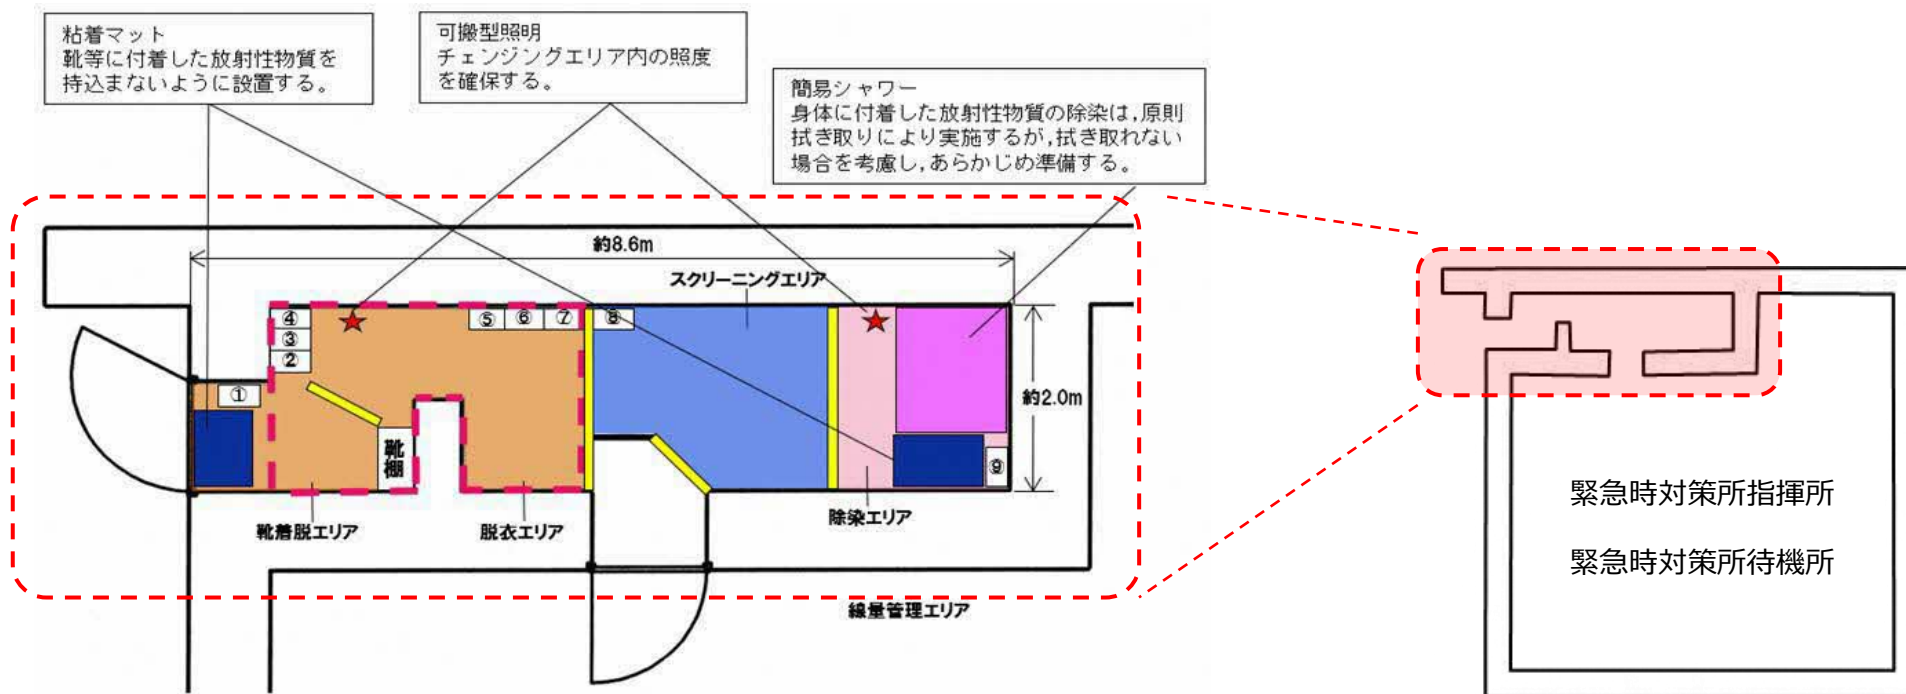 粘着マット
靴等に付着した放射性物質を
持込まないように設置する。
可搬型照明
チェンジングエリア内の照度
を確保する。
簡易シャワー
身体に付着した放射性物質の除染は,原則
拭き取りにより実施するが,拭き取れない
場合を考慮し,あらかじめ準備する。
約8.6m
スクリーニングエリア
④
③
②
①
⑤
⑥
⑦
⑧
⑨
約2.0m
靴棚
靴着脱エリア
脱衣エリア
除染エリア
線量管理エリア
緊急時対策所指揮所
緊急時対策所待機所